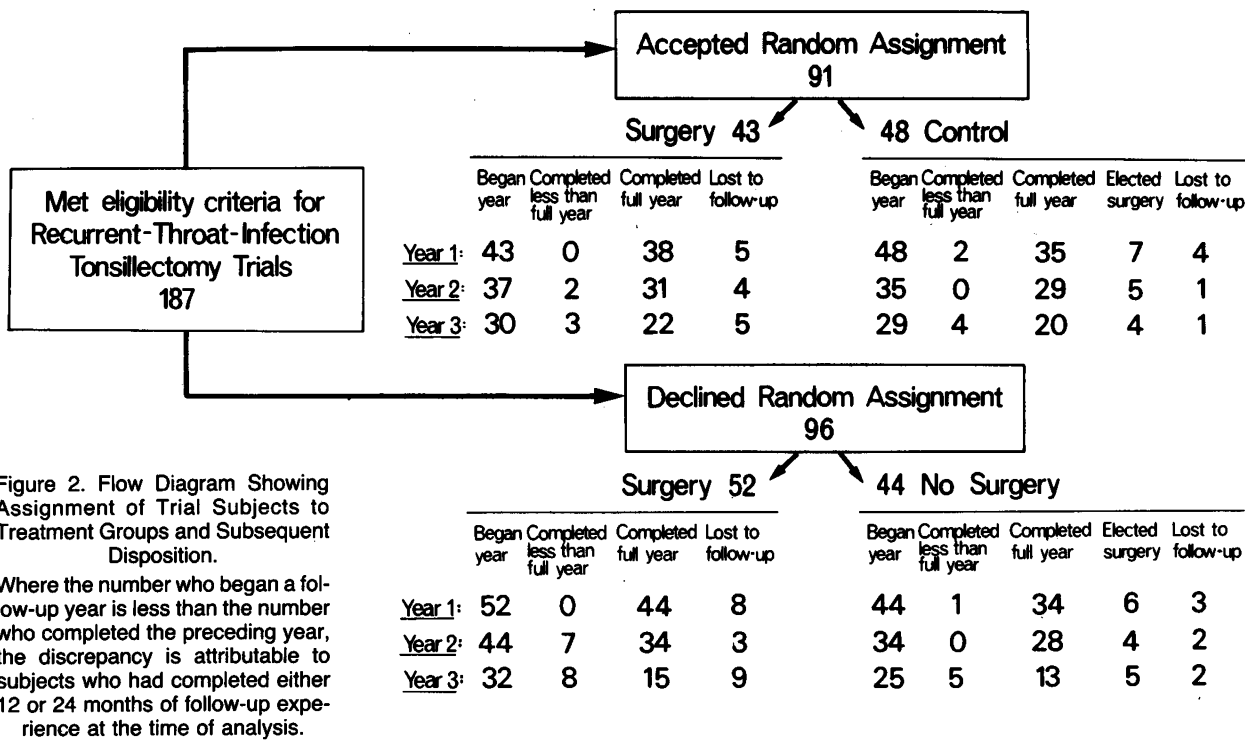 Accepted Random Assignment
91
Surgery 43
48 Control
Met eligibility criteria for
Recurrent-Throat-Infection
Tonsillectomy Trials
187
Began Completed Completed Lost to
year less than full year follow-up
full year
Year 1: 43 0 38 5
Year 2: 37 2 31 4
Year 3: 30 3 22 5
Began Completed Completed Elected Lost to
year less than full year surgery follow-up
full year
48 2 35 7 4
35 0 29 5 1
29 4 20 4 1
Declined Random Assignment
96
Surgery 52
44 No Surgery
Began Completed Completed Lost to
year less than full year follow-up
full year
Year 1: 52 0 44 8
Year 2: 44 7 34 3
Year 3: 32 8 15 9
Began Completed Completed Elected Lost to
year less than full year surgery follow-up
full year
44 1 34 6 3
34 0 28 4 2
25 5 13 5 2
Figure 2. Flow Diagram Showing
Assignment of Trial Subjects to
Treatment Groups and Subsequent
Disposition.
Where the number who began a fol-
low-up year is less than the number
who completed the preceding year,
the discrepancy is attributable to
subjects who had completed either
12 or 24 months of follow-up expe-
rience at the time of analysis.